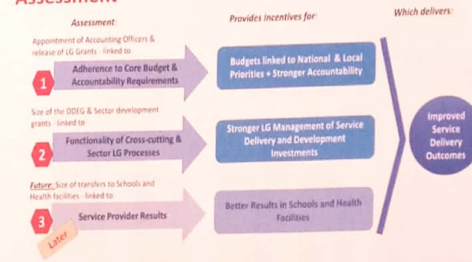 Assessment
Assessment:
Provides Incentives for:
Which delivers:
Appointment of Accounting Officers &
release of LG Grants - linked to
1
Adherence to Core Budget &
Accountability Requirements
Budgets linked to National & Local
Priorities + Stronger Accountability
Size of the DDEG & Sector development
grants - linked to
2
Functionality of Cross-cutting &
Sector LG Processes
Stronger LG Management of Service
Delivery and Development
Investments
Improved
Service
Delivery
Outcomes
Future: Size of transfers to Schools and
Health facilities - linked to
3
Service Provider Results
Later
Better Results in Schools and Health
Facilities